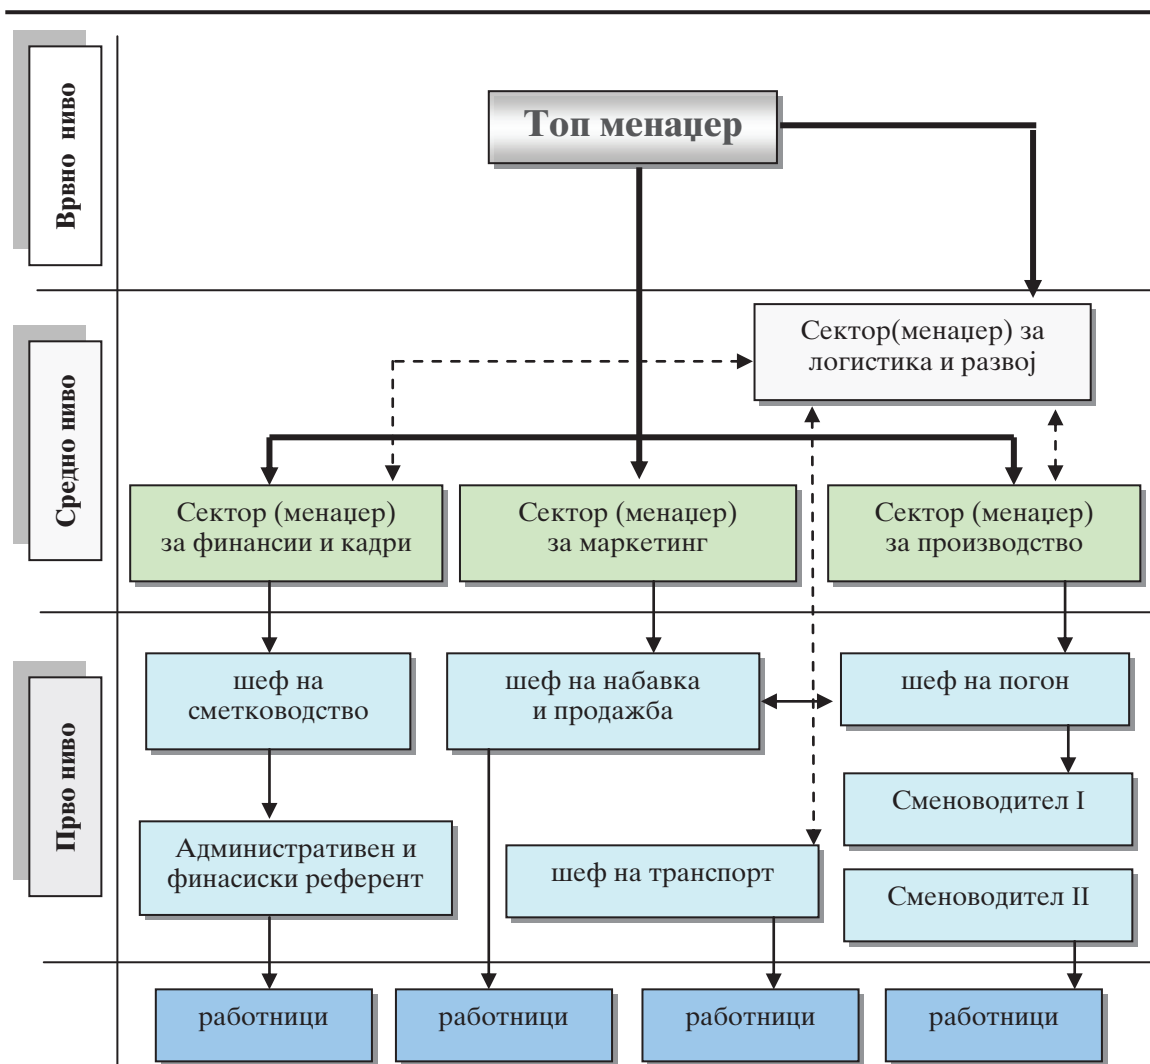 Врвно ниво
Топ менаџер
Средно ниво
Сектор(менаџер) за
логистика и развој
Сектор (менаџер)
за финансии и кадри
Сектор (менаџер)
за маркетинг
Сектор (менаџер)
за производство
Прво ниво
шеф на
сметководство
шеф на набавка
и продажба
шеф на погон
Сменоводител I
Административен и
финасиски референт
шеф на транспорт
Сменоводител II
работници
работници
работници
работници